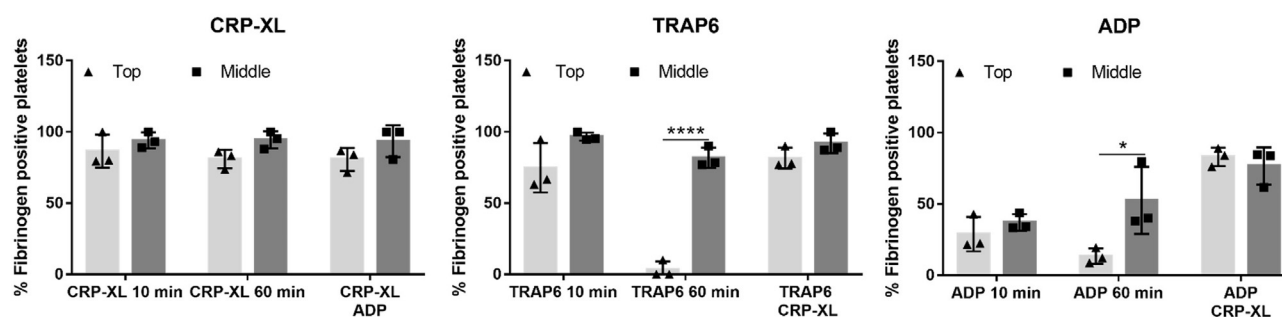 CRP-XL
% Fibrinogen positive platelets
150
100
50
0
Top
Middle
CRP-XL 10 min
CRP-XL 60 min
CRP-XL
ADP
TRAP6
% Fibrinogen positive platelets
150
100
50
0
Top
Middle
****
TRAP6 10 min
TRAP6 60 min
TRAP6
CRP-XL
ADP
% Fibrinogen positive platelets
150
100
50
0
Top
Middle
*
ADP 10 min
ADP 60 min
ADP
CRP-XL